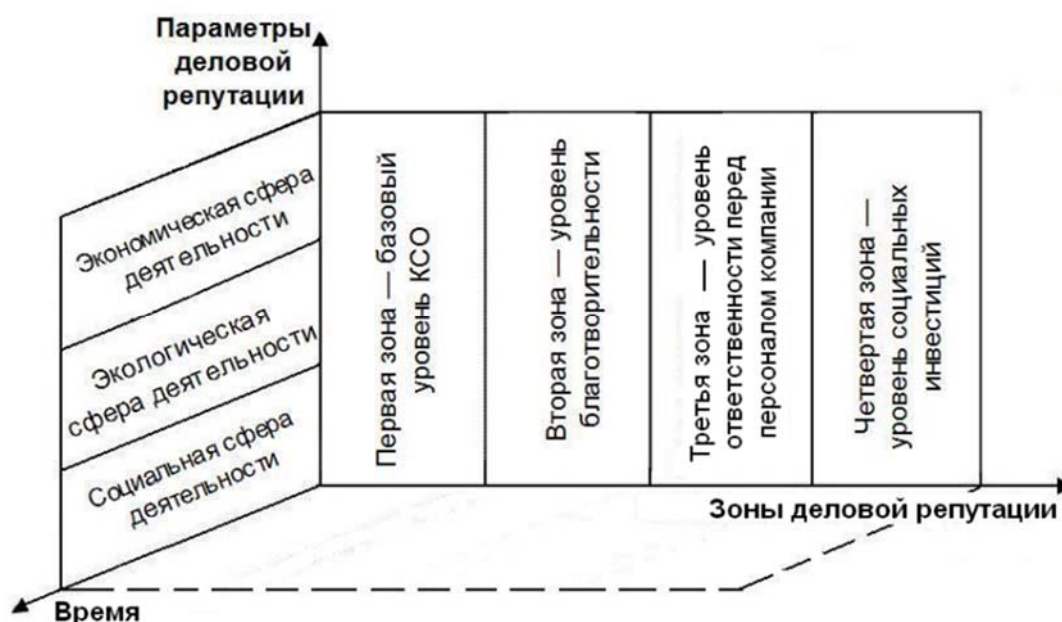 Параметры
деловой
репутации
Экономическая сфера
деятельности
Экологическая
сфера деятельности
Социальная сфера
деятельности
Первая зона — базовый
уровень КСО
Вторая зона — уровень
благотворительности
Третья зона — уровень
ответственности перед
персоналом компании
Четвертая зона —
уровень социальных
инвестиций
Зоны деловой репутации
Время